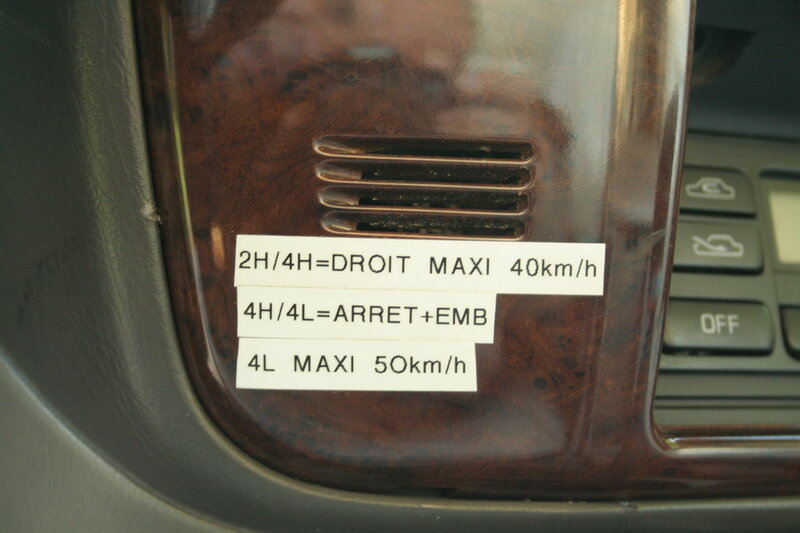 2H/4H=DROIT MAXI 40km/h
4H/4L=ARRET+EMB
4L MAXI 50km/h
OFF